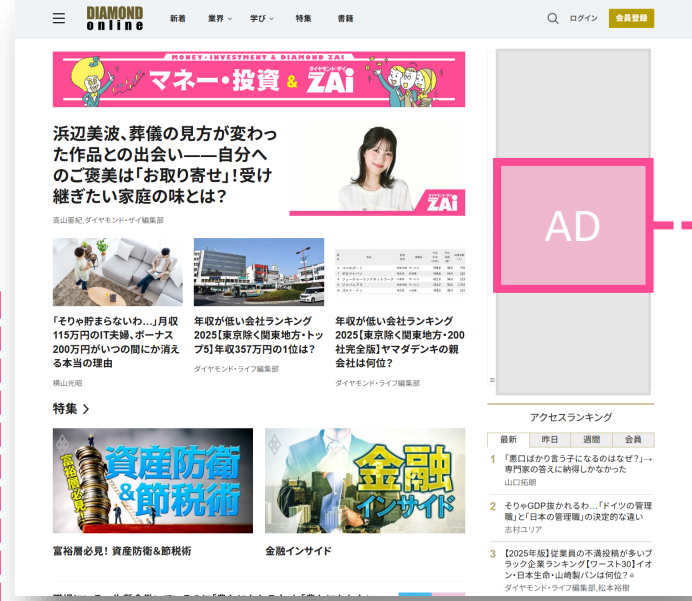 DIAMOND
online
新着
業界
学び
特集
書籍
ログイン
会員登録
MONEY・INVESTMENT & DIAMOND ZAI
マネー・投資 & ダイヤモンド・ザイ ZAi
浜辺美波、葬儀の見方が変わっ
た作品との出会い――自分へ
のご褒美は「お取り寄せ」！受け
継ぎたい家庭の味とは？
高山亜紀,ダイヤモンド・ザイ編集部
ZAi
「そりゃ貯まらないわ…」月収
115万円のIT夫婦、ボーナス
200万円がいつの間にか消え
る本当の理由
横山光昭
年収が低い会社ランキング
2025【東京除く関東地方・トッ
プ5】年収357万円の1位は？
ダイヤモンド・ライフ編集部
年収が低い会社ランキング
2025【東京除く関東地方・200
社完全版】ヤマダデンキの親
会社は何位？
ダイヤモンド・ライフ編集部
特集
富裕層必見！
資産防衛
&節税術
富裕層必見！ 資産防衛&節税術
金融
インサイド
金融インサイド
AD
アクセスランキング
最新
昨日
週間
会員
1
「悪口ばかり言う子になるのはなぜ？」→
専門家の答えに納得しかなかった
山口拓朗
2
そりゃGDP抜かれるわ…「ドイツの管理
職」と「日本の管理職」の決定的な違い
志村ユリア
3
【2025年版】従業員の不満投稿が多いブ
ラック企業ランキング【ワースト30】イオ
ン・日本生命・山崎製パンは何位？
ダイヤモンド・ライフ編集部,松本裕樹